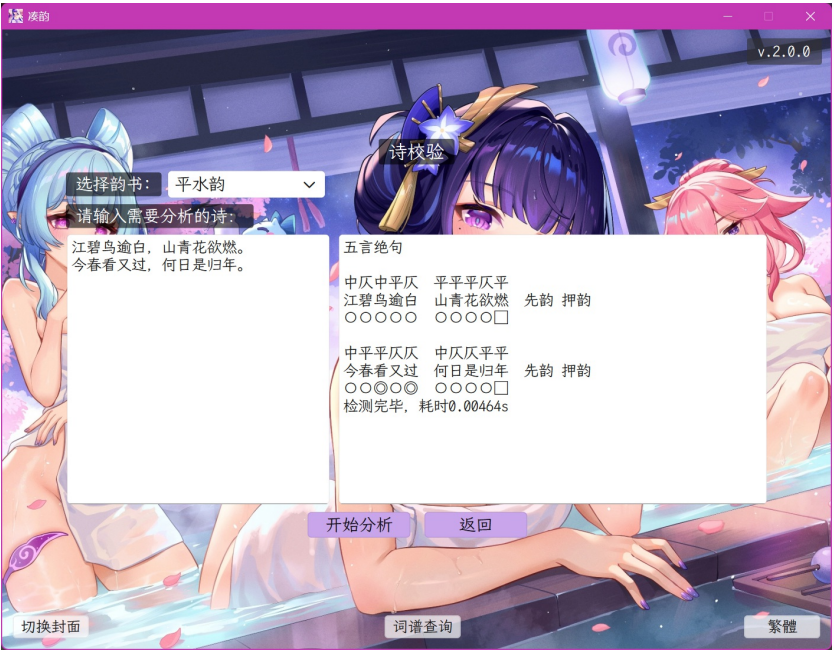 凑韵
v.2.0.0
诗校验
选择韵书: 平水韵
请输入需要分析的诗:
江碧鸟逾白，山青花欲燃。
今春看又过，何日是归年。
五言绝句
中仄中平仄 平平平仄平
江碧鸟逾白 山青花欲燃 先韵 押韵
○○○○○ ○○○○□
中平平仄仄 中仄仄平平
今春看又过 何日是归年 先韵 押韵
○○◎○◎ ○○○○□
检测完毕，耗时0.00464s
开始分析 返回
切换封面 词谱查询 繁體